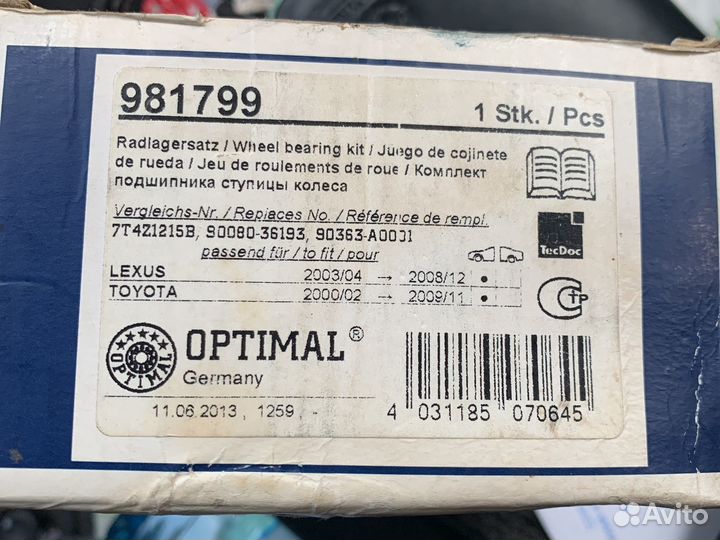 981799
1 Stk. / Pcs
Radlagersatz / Wheel bearing kit / Juego de cojinete
de rueda / Jeu de roulements de roue / Комплект
подшипника ступицы колеса
Vergleichs-Nr. / Replaces No. / Référence de rempl.
7T4Z1215B, 90080-36193, 90363-A0001
passend für / to fit / pour
TecDoc
LEXUS 2003/04 → 2008/12 •
TOYOTA 2000/02 → 2009/11 •
OPTIMAL
OPTIMAL ®
Germany
11.06.2013 , 1259 , -
4 031185 070645
Avito